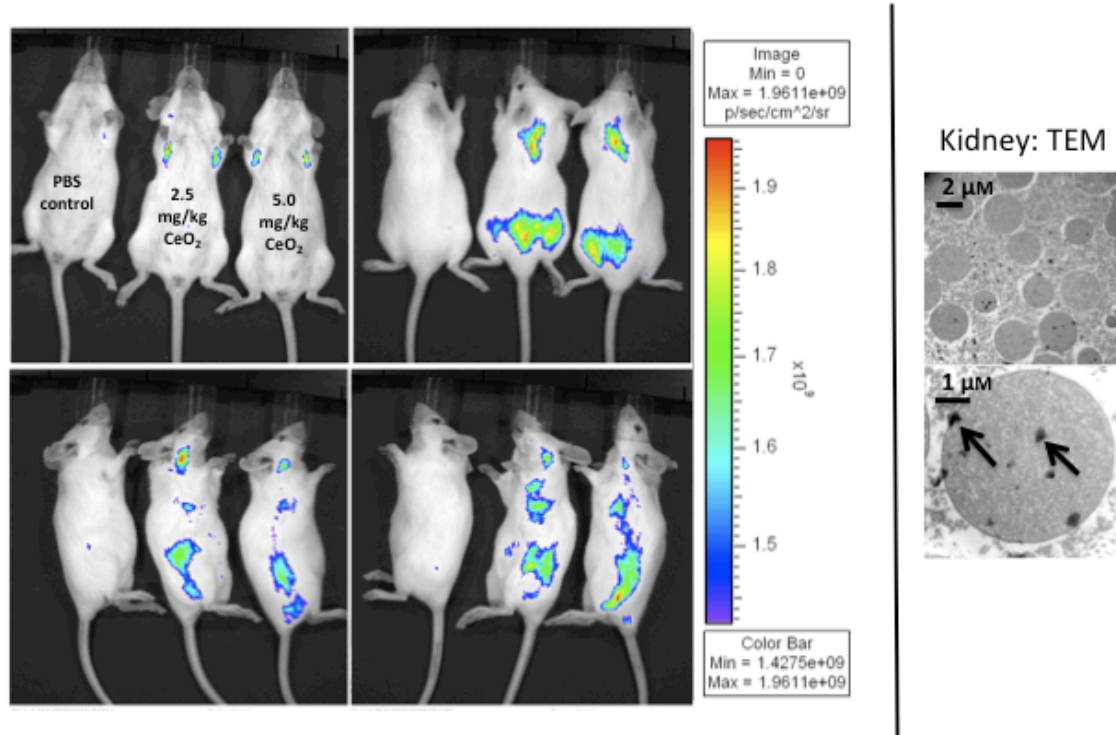 PBS
control
2.5
mg/kg
CeO₂
5.0
mg/kg
CeO₂
Image
Min = 0
Max = 1.9611e+09
p/sec/cm^2/sr
1.9
1.8
1.7
1.6
1.5
x10⁹
Color Bar
Min = 1.4275e+09
Max = 1.9611e+09
Kidney: TEM
2 μM
1 μM